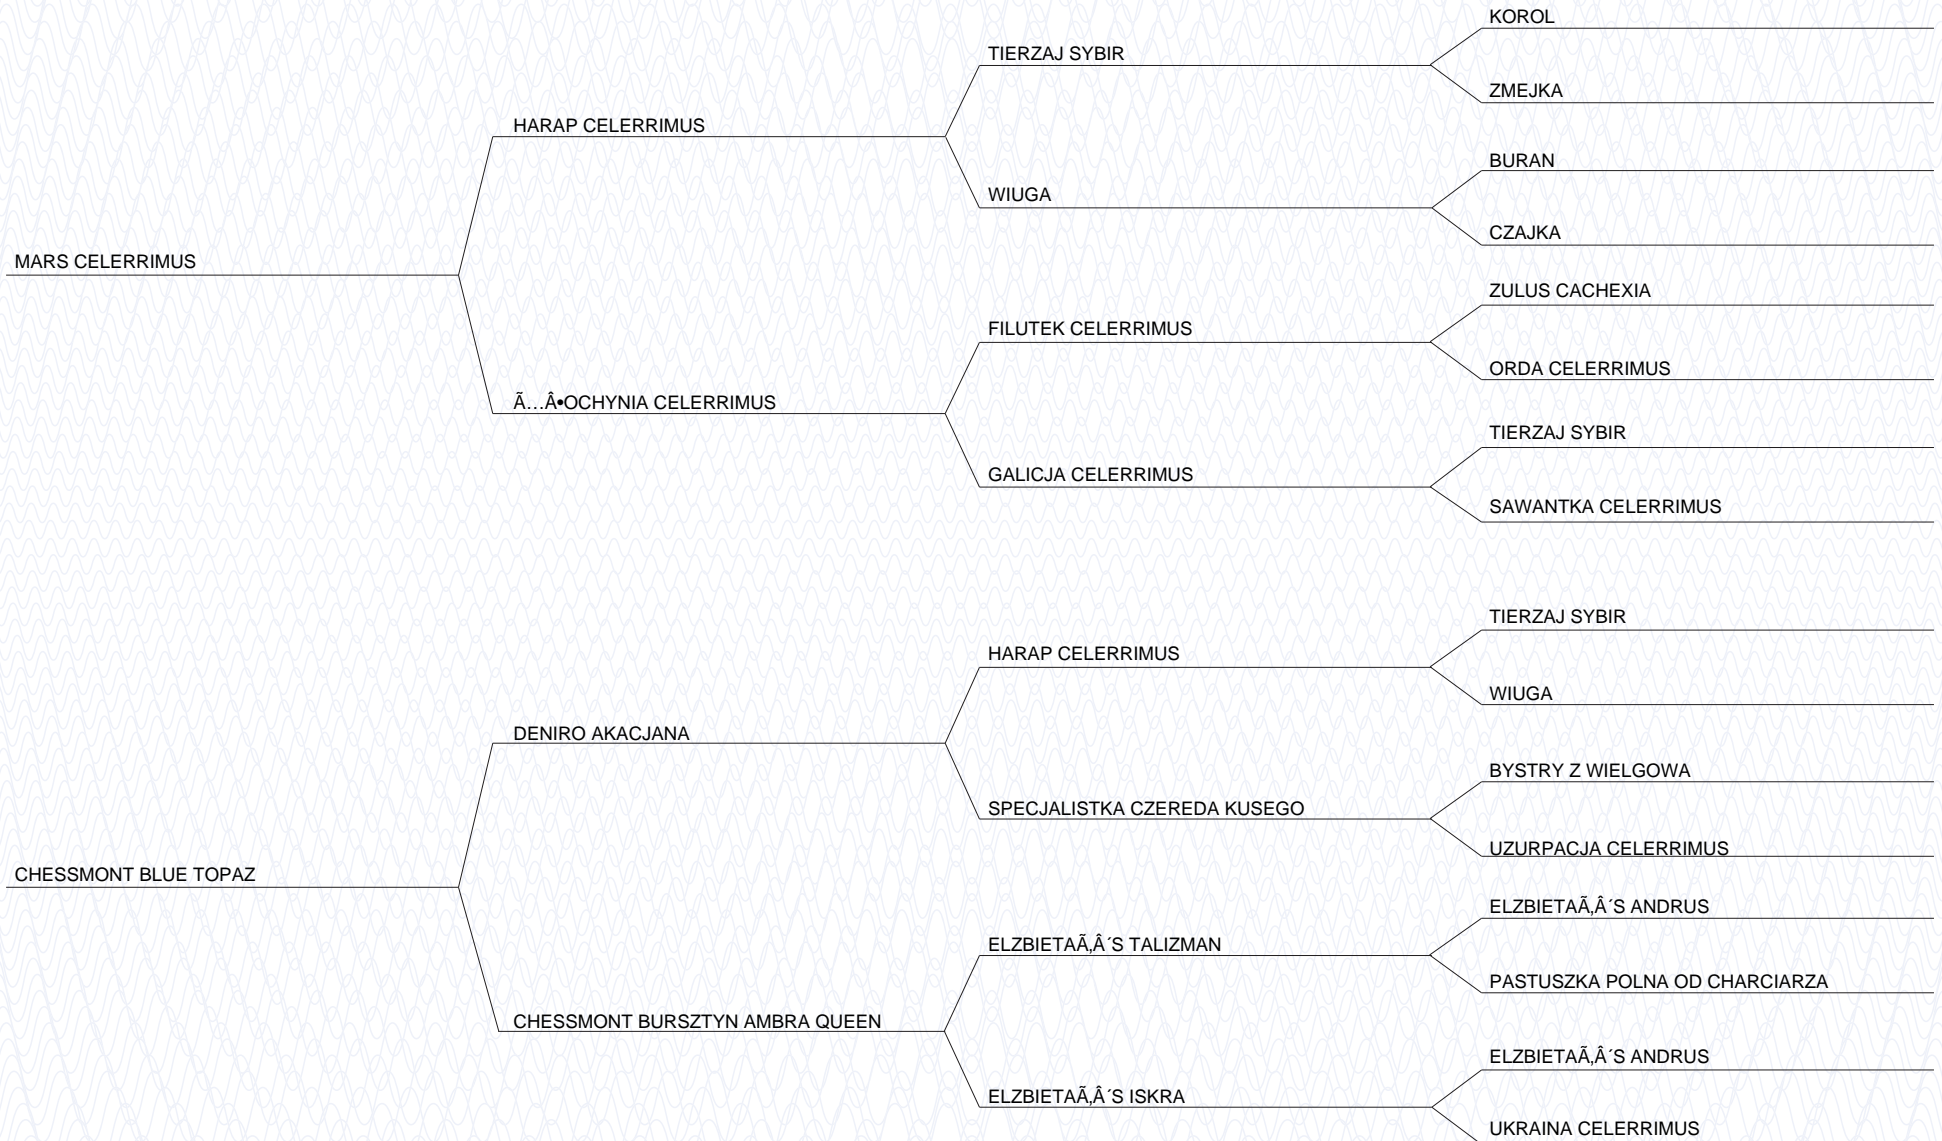 KOROL
TIERZAJ SYBIR
ZMEJKA
HARAP CELERRIMUS
BURAN
WIUGA
CZAJKA
MARS CELERRIMUS
ZULUS CACHEXIA
FILUTEK CELERRIMUS
ORDA CELERRIMUS
Ã…Â•OCHYNIA CELERRIMUS
TIERZAJ SYBIR
GALICJA CELERRIMUS
SAWANTKA CELERRIMUS
TIERZAJ SYBIR
HARAP CELERRIMUS
WIUGA
DENIRO AKACJANA
BYSTRY Z WIELGOWA
SPECJALISTKA CZEREDA KUSEGO
UZURPACJA CELERRIMUS
CHESSMONT BLUE TOPAZ
ELZBIETAÃ‚Â´S ANDRUS
ELZBIETAÃ‚Â´S TALIZMAN
PASTUSZKA POLNA OD CHARCIARZA
CHESSMONT BURSZTYN AMBRA QUEEN
ELZBIETAÃ‚Â´S ANDRUS
ELZBIETAÃ‚Â´S ISKRA
UKRAINA CELERRIMUS